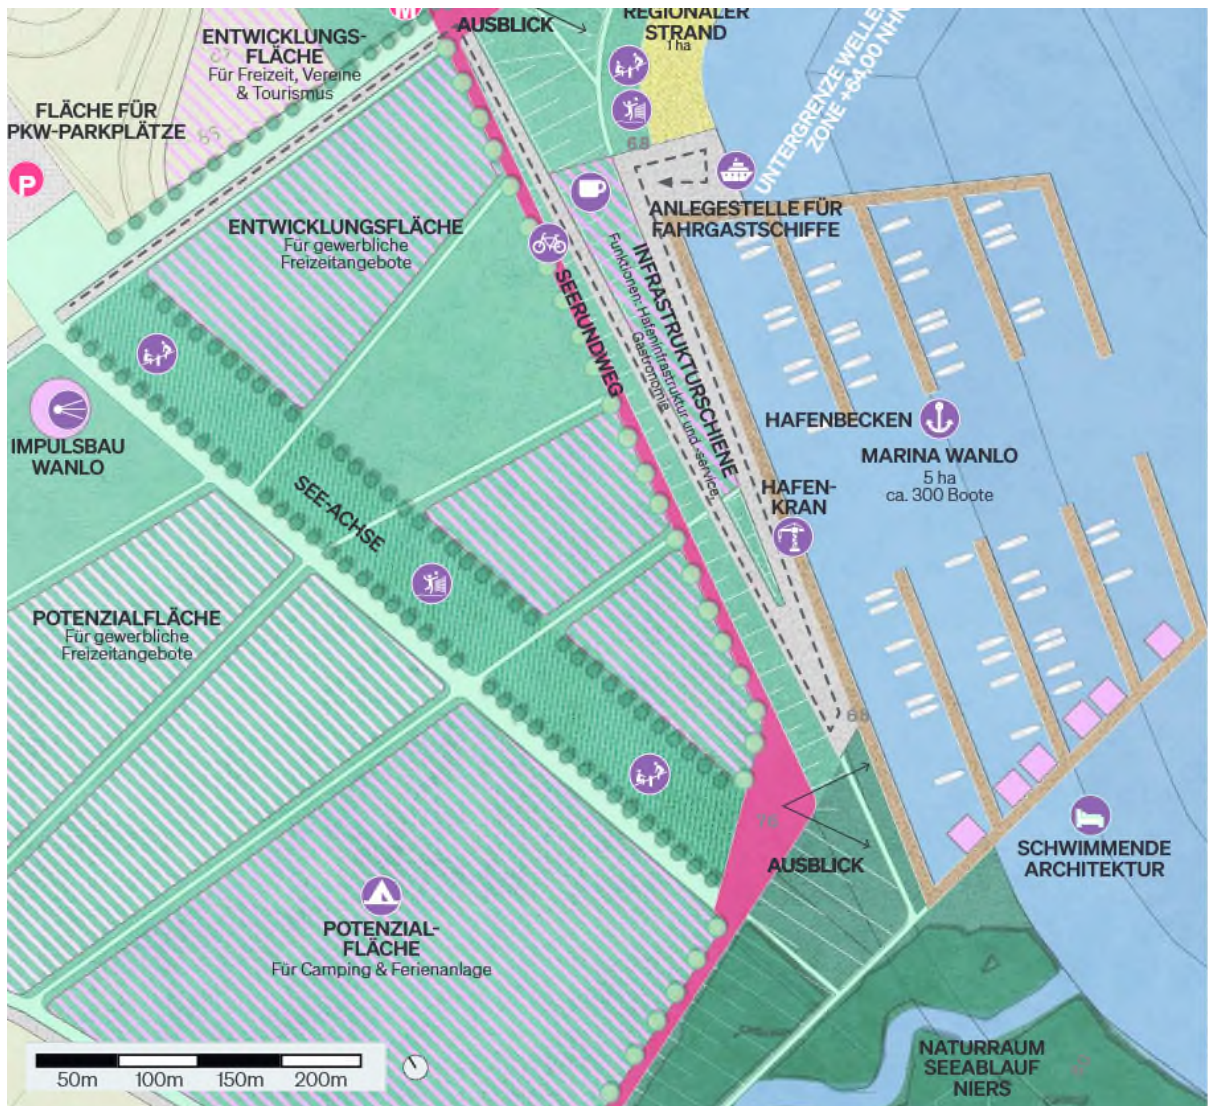 M
AUSBLICK
REGIONALER
STRAND
1 ha
ENTWICKLUNGS-
FLÄCHE
Für Freizeit, Vereine
& Tourismus
UNTERGRENZE WELLEN
ZONE +64,00 NHN
FLÄCHE FÜR
PKW-PARKPLÄTZE
85
68
P
ANLEGESTELLE FÜR
FAHRGASTSCHIFFE
ENTWICKLUNGSFLÄCHE
Für gewerbliche
Freizeitangebote
SEERUNDWEG
INFRASTRUKTURSCHIENE
Funktionen: Hafeninfrastruktur und -service,
Gastronomie
IMPULSBAU
WANLO
HAFENBECKEN
MARINA WANLO
5 ha
ca. 300 Boote
HAFEN-
KRAN
SEE-ACHSE
POTENZIALFLÄCHE
Für gewerbliche
Freizeitangebote
68
AUSBLICK
SCHWIMMENDE
ARCHITEKTUR
POTENZIAL-
FLÄCHE
Für Camping & Ferienanlage
NATURRAUM
SEEABLAUF
NIERS
50m 100m 150m 200m